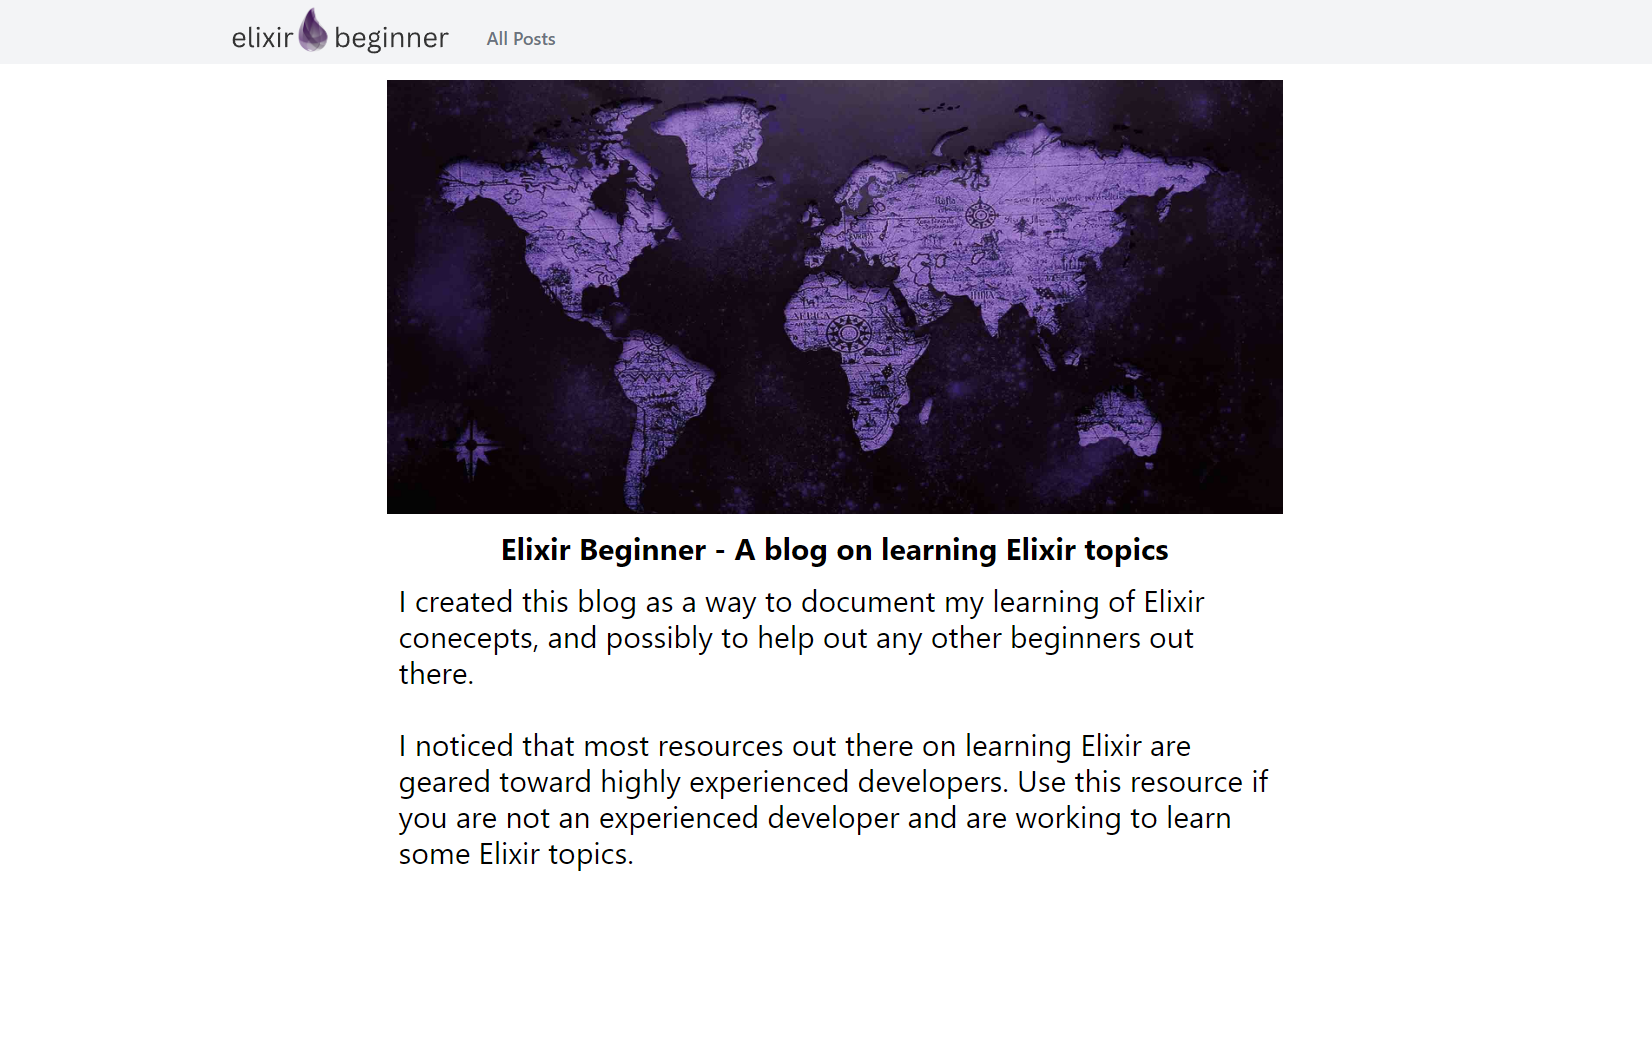 elixir beginner
All Posts
AFRICA
INDIA
Elixir Beginner - A blog on learning Elixir topics
I created this blog as a way to document my learning of Elixir
conecepts, and possibly to help out any other beginners out
there.
I noticed that most resources out there on learning Elixir are
geared toward highly experienced developers. Use this resource if
you are not an experienced developer and are working to learn
some Elixir topics.